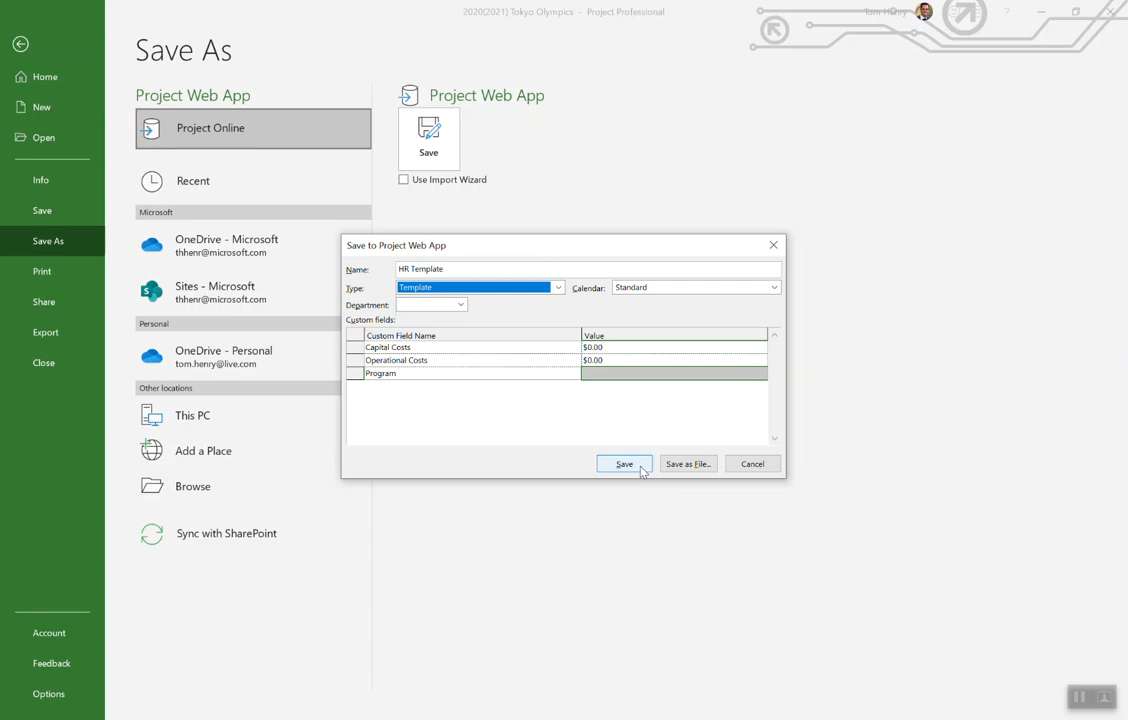 2020(2021) Tokyo Olympics - Project Professional
Tom Henry
?
Save As
Home
New
Open
Info
Save
Save As
Print
Share
Export
Close
Account
Feedback
Options
Project Web App
Project Online
Recent
Microsoft
OneDrive - Microsoft
thhenr@microsoft.com
Sites - Microsoft
thhenr@microsoft.com
Personal
OneDrive - Personal
tom.henry@live.com
Other locations
This PC
Add a Place
Browse
Sync with SharePoint
Project Web App
Save
Use Import Wizard
Save to Project Web App
Name: HR Template
Type: Template Calendar: Standard
Department:
Custom fields:
Custom Field Name Value
Capital Costs $0.00
Operational Costs $0.00
Program
Save Save as File... Cancel